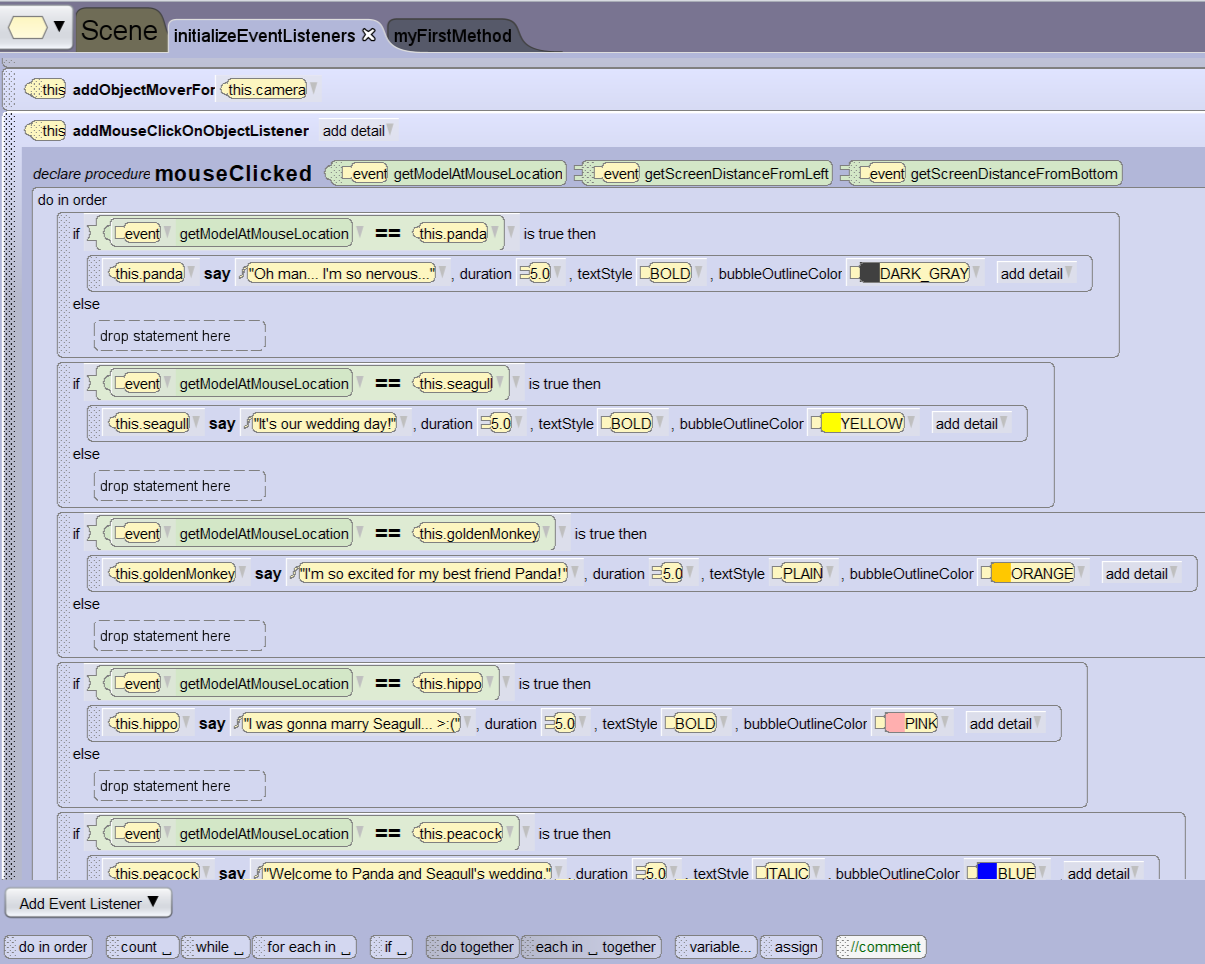 Scene initializeEventListeners myFirstMethod
this addObjectMoverFor this.camera
this addMouseClickOnObjectListener add detail
declare procedure mouseClicked event getModelAtMouseLocation event getScreenDistanceFromLeft event getScreenDistanceFromBottom
do in order
if event getModelAtMouseLocation == this.panda is true then
this.panda say "Oh man... I'm so nervous..." , duration 5.0 , textStyle BOLD , bubbleOutlineColor DARK_GRAY add detail
else
drop statement here
if event getModelAtMouseLocation == this.seagull is true then
this.seagull say "It's our wedding day!" , duration 5.0 , textStyle BOLD , bubbleOutlineColor YELLOW add detail
else
drop statement here
if event getModelAtMouseLocation == this.goldenMonkey is true then
this.goldenMonkey say "I'm so excited for my best friend Panda!" , duration 5.0 , textStyle PLAIN , bubbleOutlineColor ORANGE add detail
else
drop statement here
if event getModelAtMouseLocation == this.hippo is true then
this.hippo say "I was gonna marry Seagull... >:(" , duration 5.0 , textStyle BOLD , bubbleOutlineColor PINK add detail
else
drop statement here
if event getModelAtMouseLocation == this.peacock is true then
this.peacock say "Welcome to Panda and Seagull's wedding." , duration 5.0 , textStyle ITALIC , bubbleOutlineColor BLUE add detail
Add Event Listener
do in order count _ while _ for each in _ if _ do together each in _ together variable... assign //comment